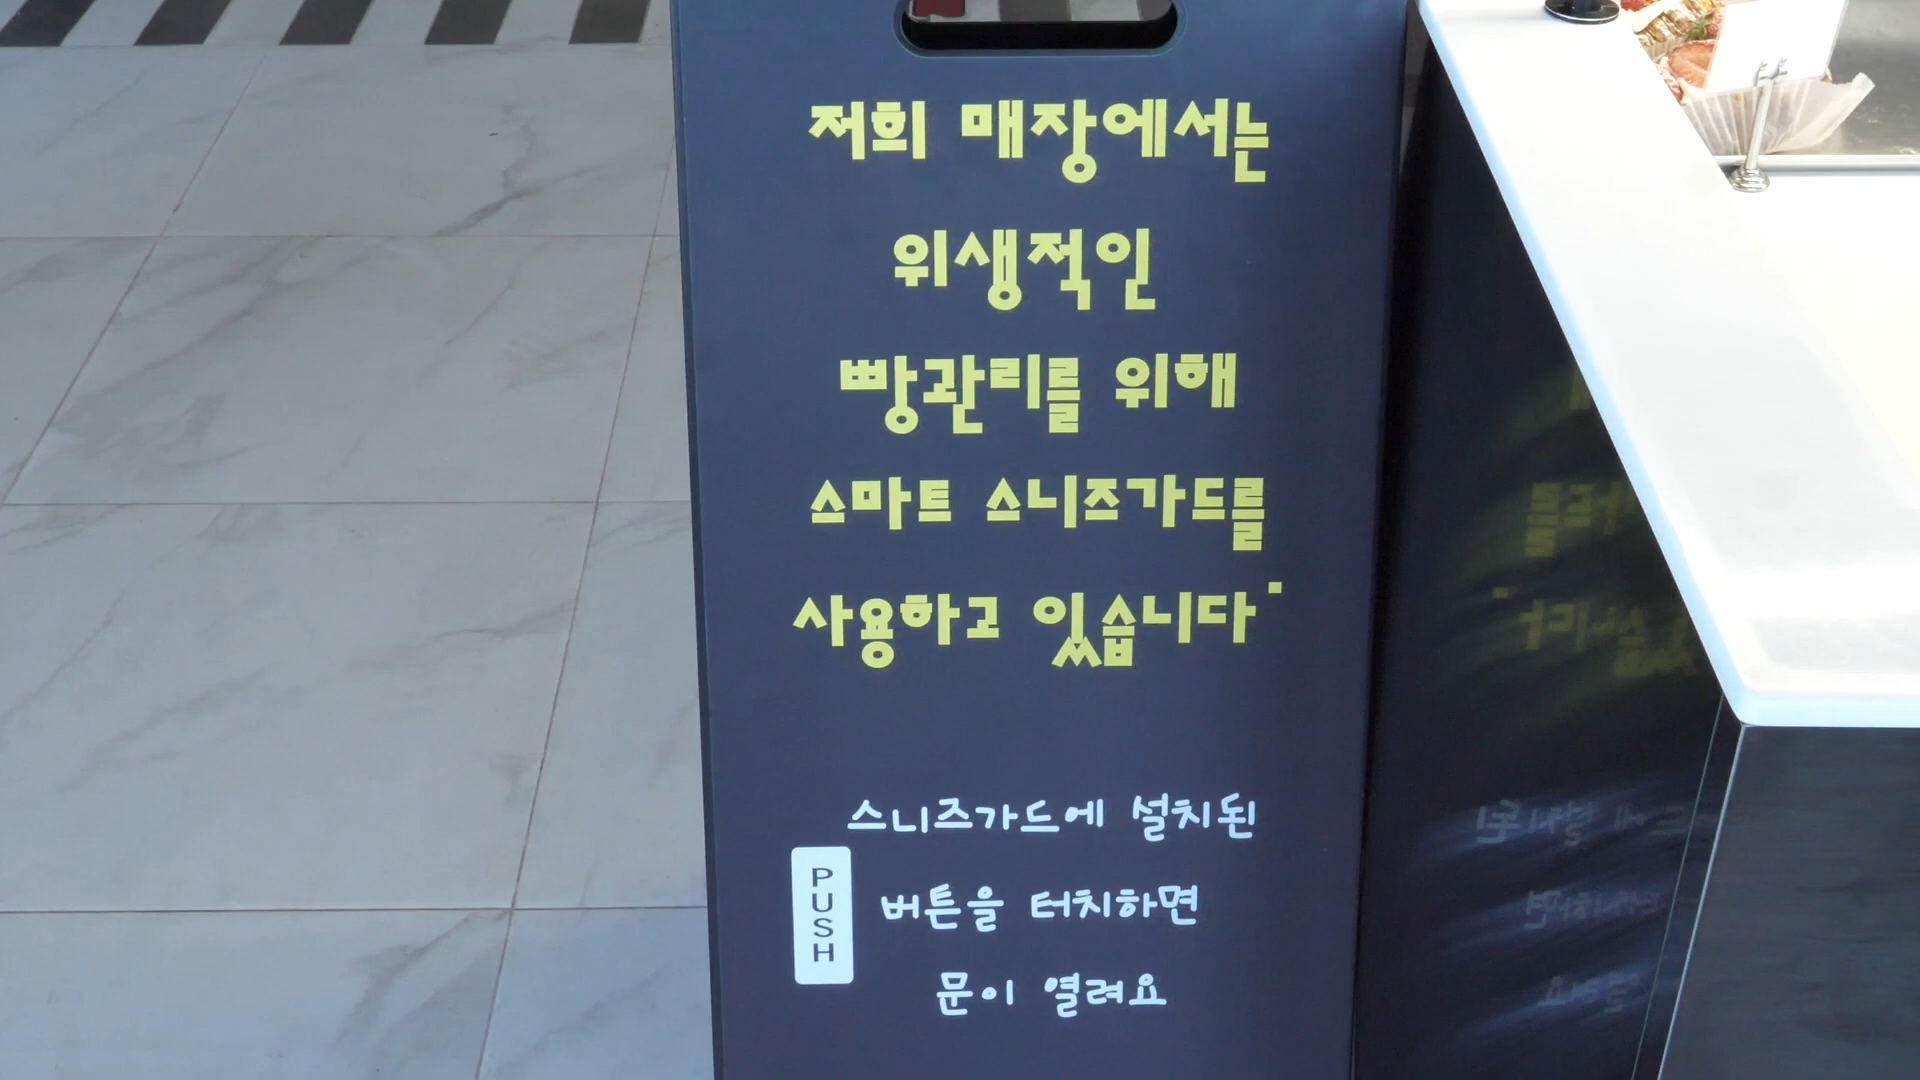 저희 매장에서는
위생적인
빵관리를 위해
스마트 스니즈가드를
사용하고 있습니다.
스니즈가드에 설치된
PUSH 버튼을 터치하면
문이 열려요